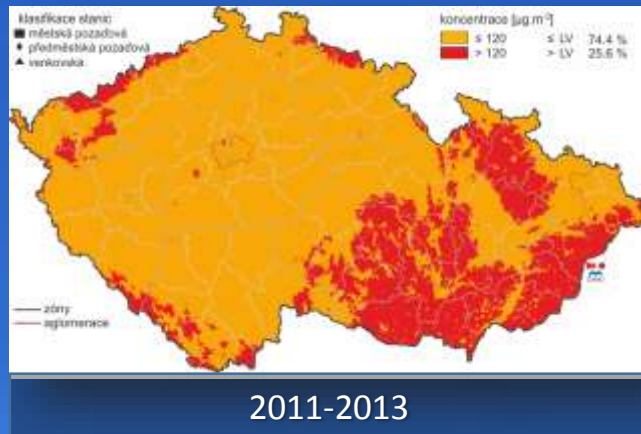 klasifikace stanic
městská pozaďová
předměstská pozaďová
venkovská
koncentrace [µg.m⁻³]
≤ 120 ≤ LV 74.4 %
> 120 > LV 25.6 %
zóny
aglomerace
2011-2013